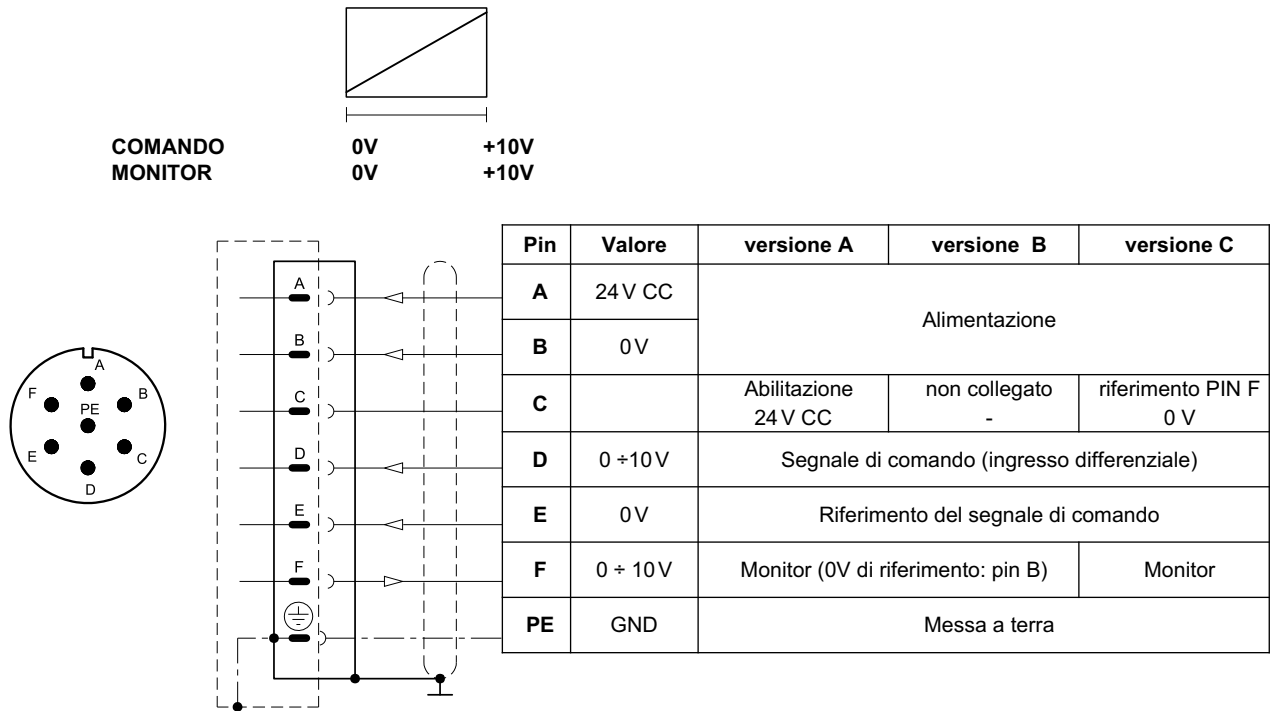 COMANDO 0V +10V
MONITOR 0V +10V
Pin Valore versione A versione B versione C
A 24 V CC Alimentazione
B 0 V
C Abilitazione 24 V CC non collegato - riferimento PIN F 0 V
D 0 ÷10 V Segnale di comando (ingresso differenziale)
E 0 V Riferimento del segnale di comando
F 0 ÷ 10 V Monitor (0V di riferimento: pin B) Monitor
PE GND Messa a terra
A
B
C
D
E
F
A
F
B
PE
E
C
D